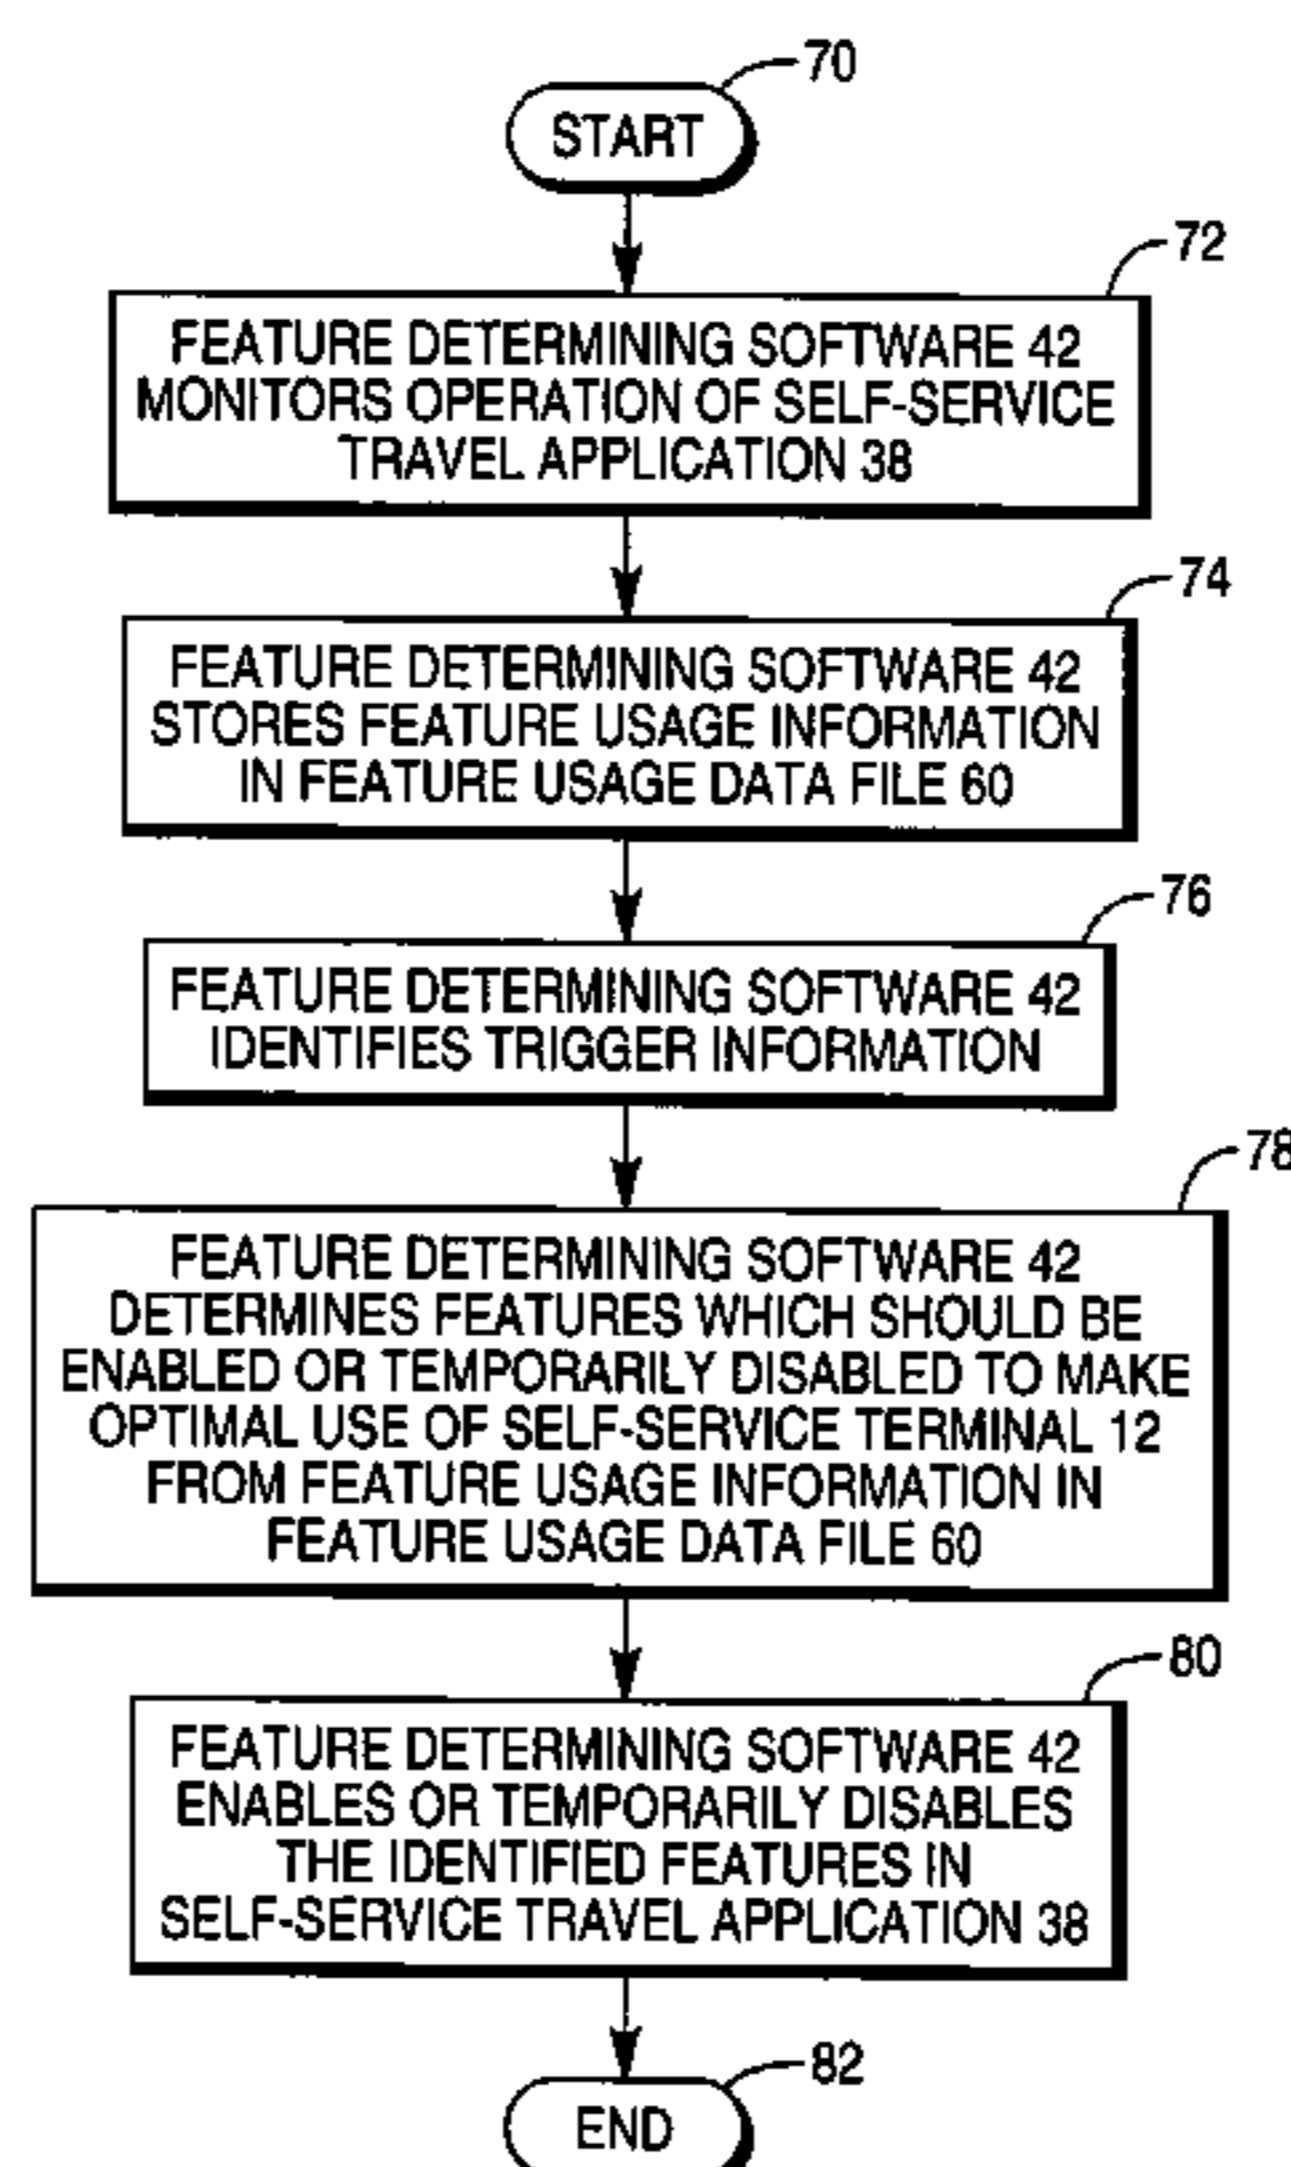 70
START
72
FEATURE DETERMINING SOFTWARE 42
MONITORS OPERATION OF SELF-SERVICE
TRAVEL APPLICATION 38
74
FEATURE DETERMINING SOFTWARE 42
STORES FEATURE USAGE INFORMATION
IN FEATURE USAGE DATA FILE 60
76
FEATURE DETERMINING SOFTWARE 42
IDENTIFIES TRIGGER INFORMATION
78
FEATURE DETERMINING SOFTWARE 42
DETERMINES FEATURES WHICH SHOULD BE
ENABLED OR TEMPORARILY DISABLED TO MAKE
OPTIMAL USE OF SELF-SERVICE TERMINAL 12
FROM FEATURE USAGE INFORMATION IN
FEATURE USAGE DATA FILE 60
80
FEATURE DETERMINING SOFTWARE 42
ENABLES OR TEMPORARILY DISABLES
THE IDENTIFIED FEATURES IN
SELF-SERVICE TRAVEL APPLICATION 38
82
END